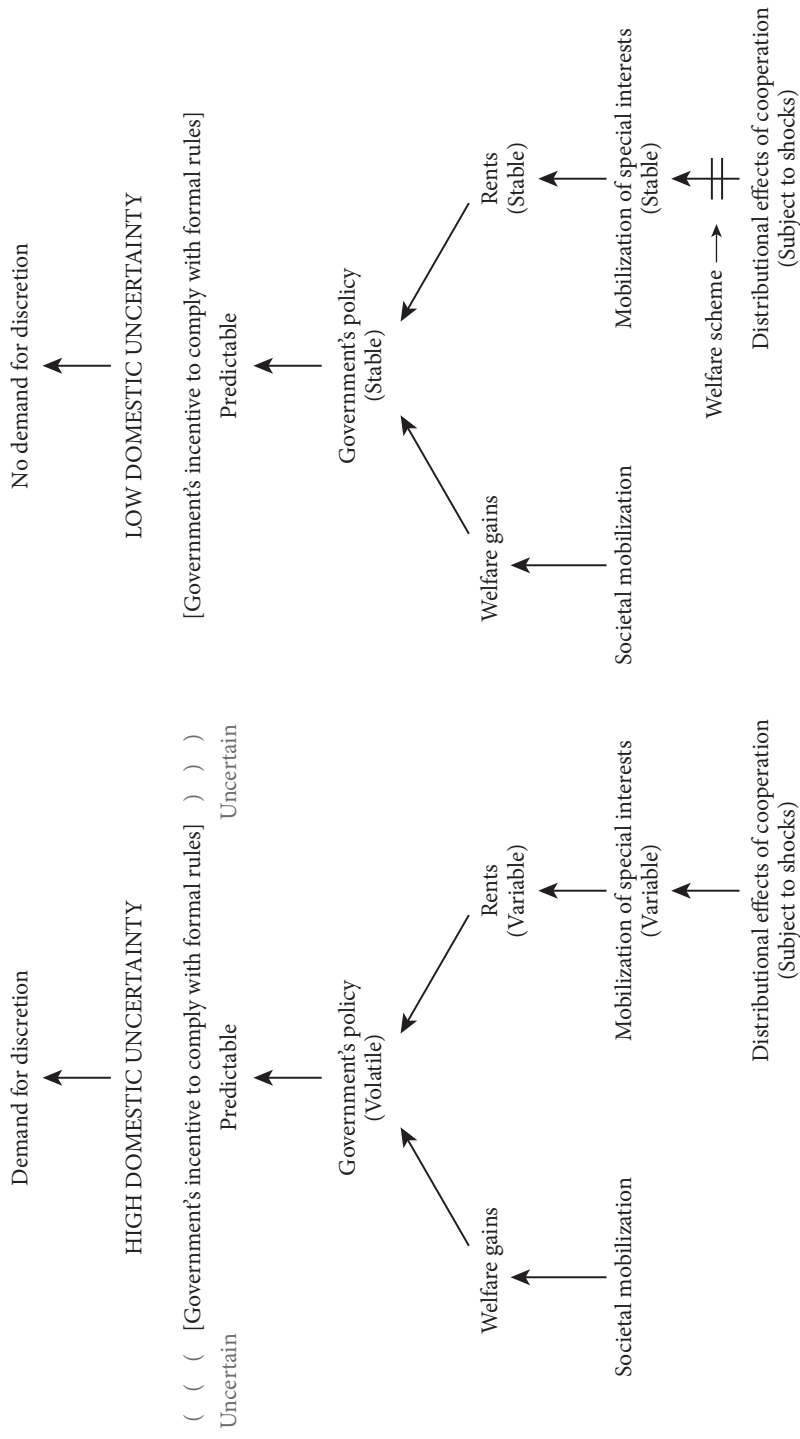 Demand for discretion
HIGH DOMESTIC UNCERTAINTY
( ( ( [Government's incentive to comply with formal rules] ) ) )
Uncertain Predictable Uncertain
Government's policy
(Volatile)
Welfare gains
Rents
(Variable)
Societal mobilization
Mobilization of special interests
(Variable)
Distributional effects of cooperation
(Subject to shocks)
No demand for discretion
LOW DOMESTIC UNCERTAINTY
[Government's incentive to comply with formal rules]
Predictable
Government's policy
(Stable)
Welfare gains
Rents
(Stable)
Societal mobilization
Mobilization of special interests
(Stable)
Welfare scheme
Distributional effects of cooperation
(Subject to shocks)